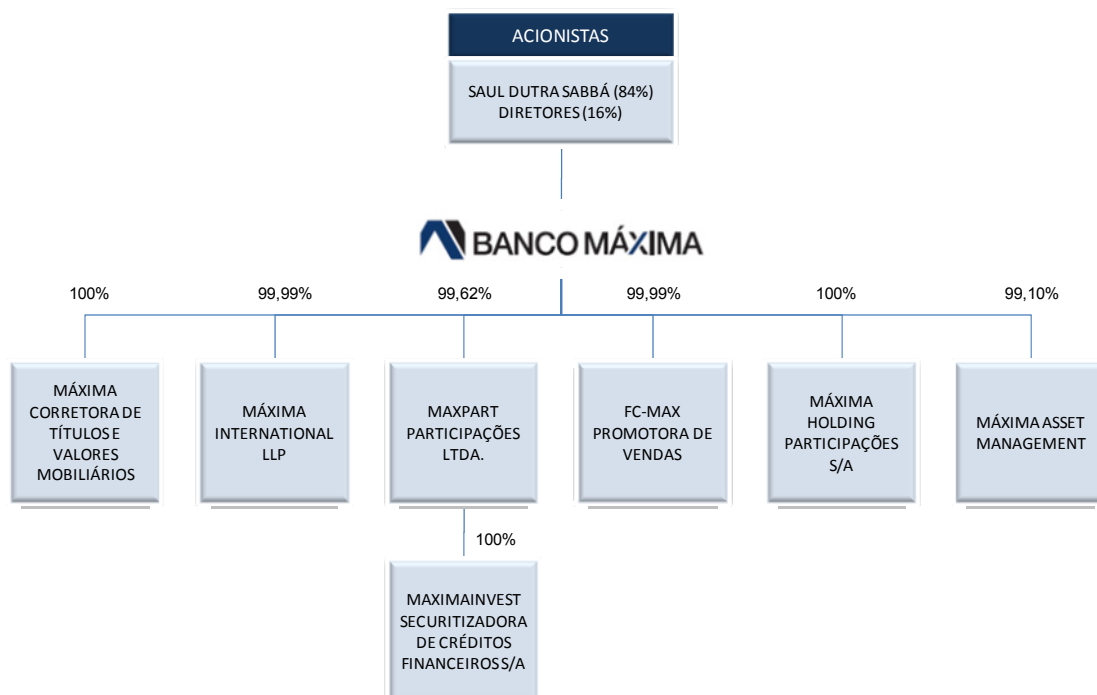 ACIONISTAS
SAUL DUTRA SABBÁ (84%)
DIRETORES (16%)
BANCO MÁXIMA
100%
99,99%
99,62%
99,99%
100%
99,10%
MÁXIMA
CORRETORA DE
TÍTULOS E
VALORES
MOBILIÁRIOS
MÁXIMA
INTERNATIONAL
LLP
MAXPART
PARTICIPAÇÕES
LTDA.
FC-MAX
PROMOTORA DE
VENDAS
MÁXIMA
HOLDING
PARTICIPAÇÕES
S/A
MÁXIMA ASSET
MANAGEMENT
100%
MAXIMAINVEST
SECURITIZADORA
DE CRÉDITOS
FINANCEIROS S/A